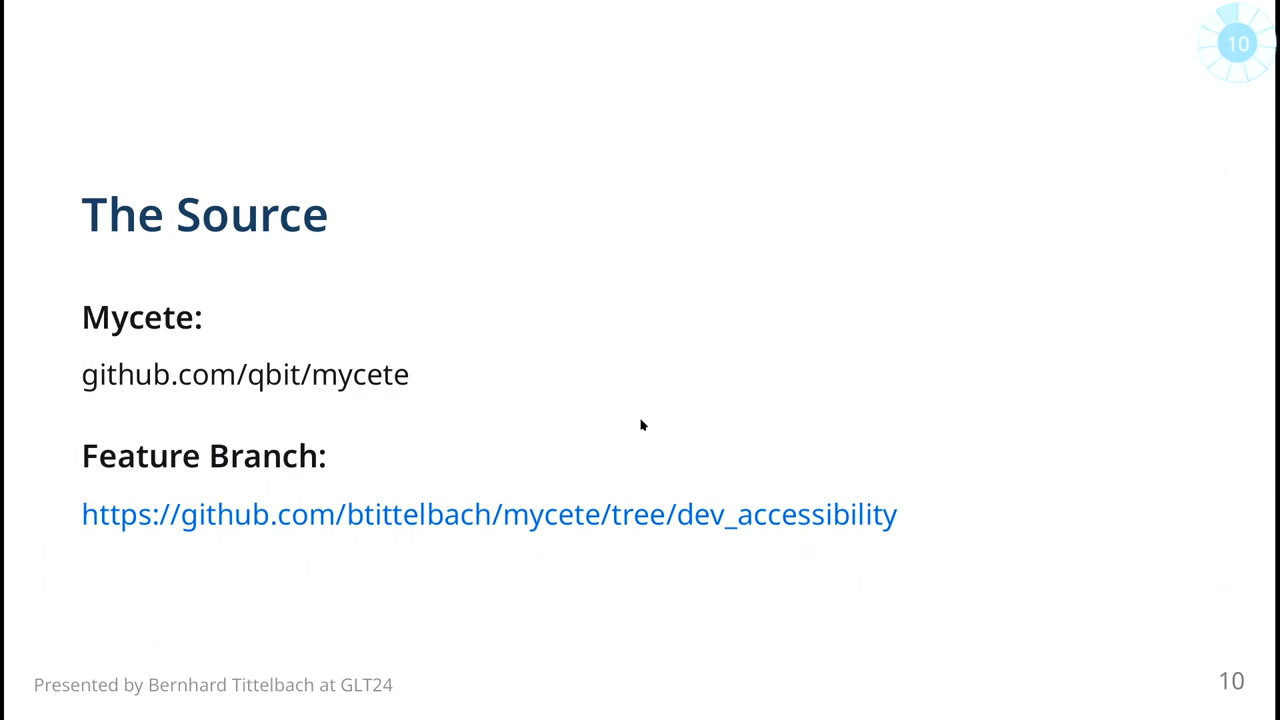 10
The Source
Mycete:
github.com/qbit/mycete
Feature Branch:
https://github.com/btittelbach/mycete/tree/dev_accessibility
Presented by Bernhard Tittelbach at GLT24
10